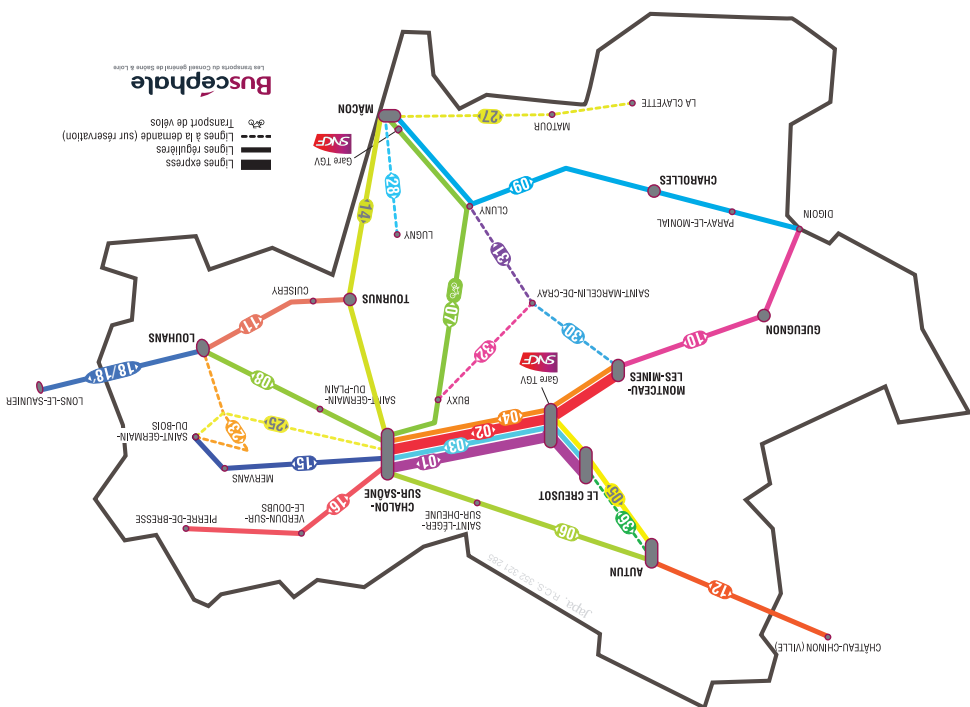 CHÂTEAU-CHINON (VILLE)
12
japa, R.C.S. 352 321 285
AUTUN
06
36
05
SAINT-LÉGER-
SUR-DHEUNE
VERDUN-SUR-
LE-DOUBS
PIERRE-DE-BRESSE
16
LE CREUSOT
CHALON-
SUR-SAÔNE
MERVANS
15
01
03
02
04
SAINT-GERMAIN-
DU-BOIS
23
25
MONTCEAU-
LES-MINES
Gare TGV
SNCF
BUXY
SAINT-GERMAIN-
DU-PLAIN
08
LONS-LE-SAUNIER
18/18'
GUEUGNON
10
30
32
07
11
LOUHANS
SAINT-MARCELIN-DE-CRAY
TOURNUS
CUISERY
31
DIGOIN
PARAY-LE-MONIAL
CHAROLLES
09
CLUNY
LUGNY
28
14
Gare TGV
SNCF
LA CLAYETTE
MATOUR
27
MÂCON
Lignes express
Lignes régulières
Lignes à la demande (sur réservation)
Transport de vélos
Buscéphale
Les transports du Conseil général de Saône & Loire